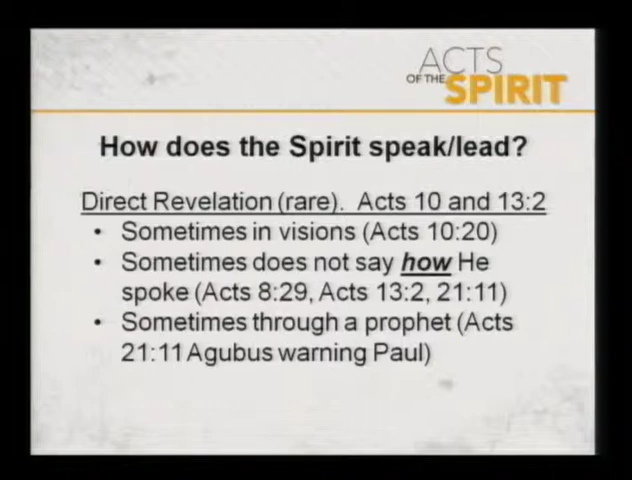 ACTS
OF THE SPIRIT
How does the Spirit speak/lead?
Direct Revelation (rare). Acts 10 and 13:2
• Sometimes in visions (Acts 10:20)
• Sometimes does not say how He
spoke (Acts 8:29, Acts 13:2, 21:11)
• Sometimes through a prophet (Acts
21:11 Agubus warning Paul)